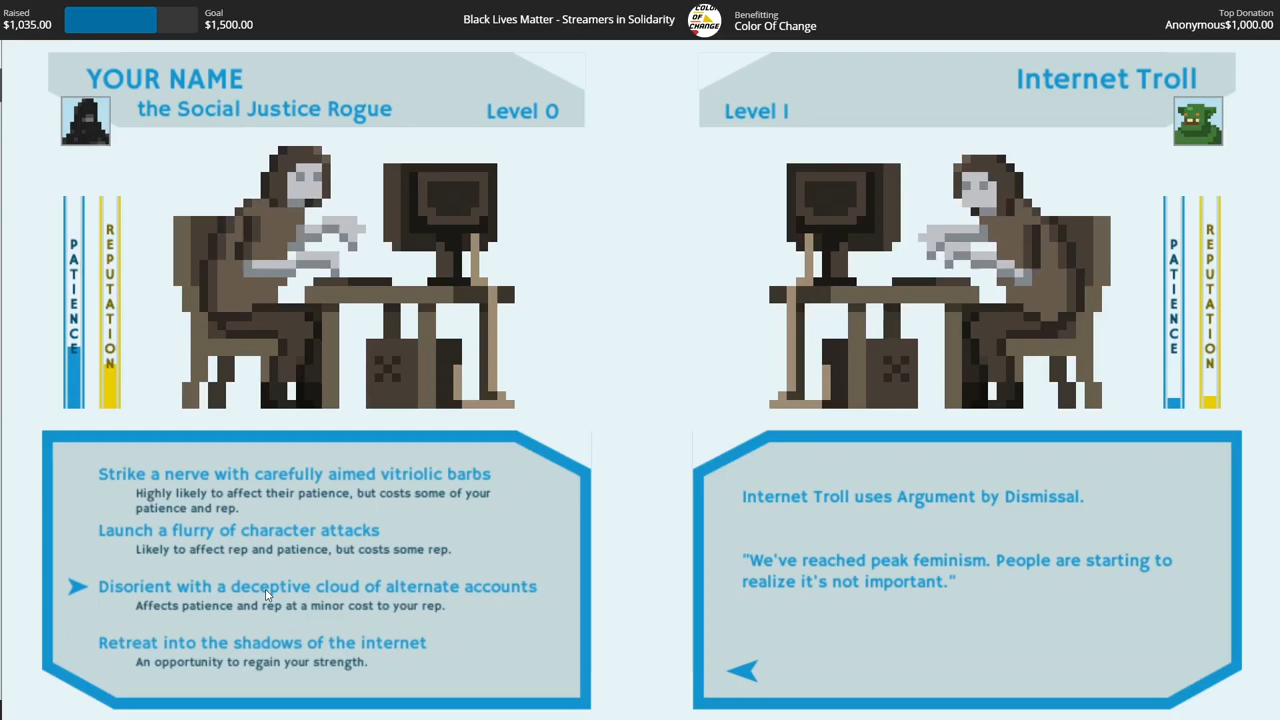 Raised
$1,035.00
Goal
$1,500.00
Black Lives Matter - Streamers in Solidarity
COLOR
OF
CHANGE
Benefitting
Color Of Change
Top Donation
Anonymous$1,000.00
YOUR NAME
the Social Justice Rogue
Level 0
Internet Troll
Level 1
PATIENCE
REPUTATION
PATIENCE
REPUTATION
Strike a nerve with carefully aimed vitriolic barbs
Highly likely to affect their patience, but costs some of your
patience and rep.
Launch a flurry of character attacks
Likely to affect rep and patience, but costs some rep.
Disorient with a deceptive cloud of alternate accounts
Affects patience and rep at a minor cost to your rep.
Retreat into the shadows of the internet
An opportunity to regain your strength.
Internet Troll uses Argument by Dismissal.
"We've reached peak feminism. People are starting to
realize it's not important."